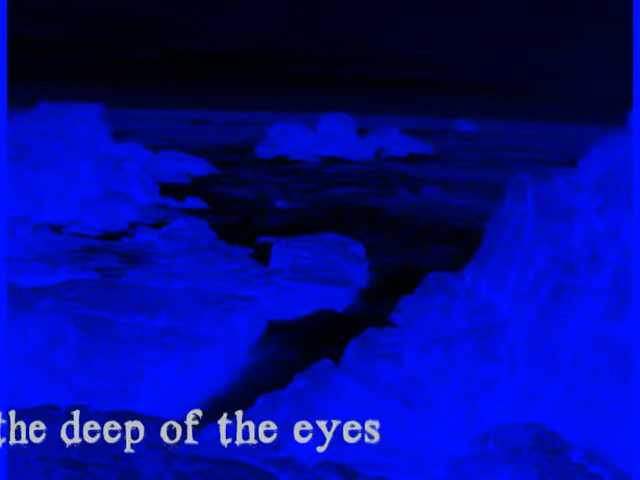 the deep of the eyes